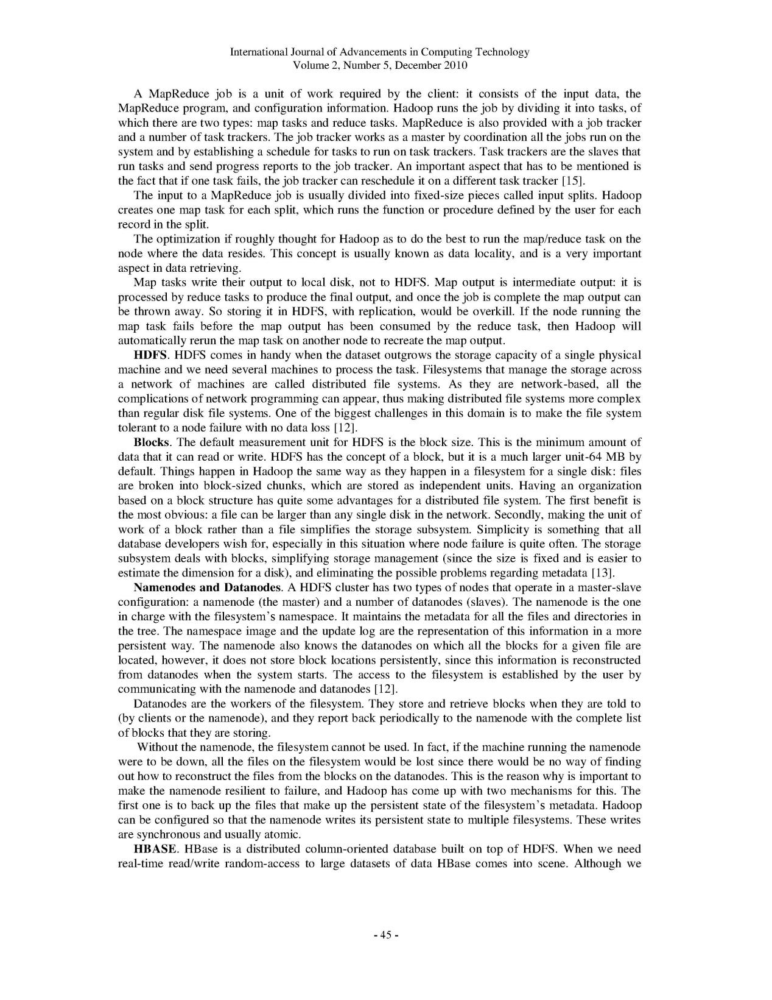 International Journal of Advancements in Computing Technology
Volume 2, Number 5, December 2010
A MapReduce job is a unit of work required by the client: it consists of the input data, the
MapReduce program, and configuration information. Hadoop runs the job by dividing it into tasks, of
which there are two types: map tasks and reduce tasks. MapReduce is also provided with a job tracker
and a number of task trackers. The job tracker works as a master by coordination all the jobs run on the
system and by establishing a schedule for tasks to run on task trackers. Task trackers are the slaves that
run tasks and send progress reports to the job tracker. An important aspect that has to be mentioned is
the fact that if one task fails, the job tracker can reschedule it on a different task tracker [15].
The input to a MapReduce job is usually divided into fixed-size pieces called input splits. Hadoop
creates one map task for each split, which runs the function or procedure defined by the user for each
record in the split.
The optimization if roughly thought for Hadoop as to do the best to run the map/reduce task on the
node where the data resides. This concept is usually known as data locality, and is a very important
aspect in data retrieving.
Map tasks write their output to local disk, not to HDFS. Map output is intermediate output: it is
processed by reduce tasks to produce the final output, and once the job is complete the map output can
be thrown away. So storing it in HDFS, with replication, would be overkill. If the node running the
map task fails before the map output has been consumed by the reduce task, then Hadoop will
automatically rerun the map task on another node to recreate the map output.
HDFS. HDFS comes in handy when the dataset outgrows the storage capacity of a single physical
machine and we need several machines to process the task. Filesystems that manage the storage across
a network of machines are called distributed file systems. As they are network-based, all the
complications of network programming can appear, thus making distributed file systems more complex
than regular disk file systems. One of the biggest challenges in this domain is to make the file system
tolerant to a node failure with no data loss [12].
Blocks. The default measurement unit for HDFS is the block size. This is the minimum amount of
data that it can read or write. HDFS has the concept of a block, but it is a much larger unit-64 MB by
default. Things happen in Hadoop the same way as they happen in a filesystem for a single disk: files
are broken into block-sized chunks, which are stored as independent units. Having an organization
based on a block structure has quite some advantages for a distributed file system. The first benefit is
the most obvious: a file can be larger than any single disk in the network. Secondly, making the unit of
work of a block rather than a file simplifies the storage subsystem. Simplicity is something that all
database developers wish for, especially in this situation where node failure is quite often. The storage
subsystem deals with blocks, simplifying storage management (since the size is fixed and is easier to
estimate the dimension for a disk), and eliminating the possible problems regarding metadata [13].
Namenodes and Datanodes. A HDFS cluster has two types of nodes that operate in a master-slave
configuration: a namenode (the master) and a number of datanodes (slaves). The namenode is the one
in charge with the filesystem’s namespace. It maintains the metadata for all the files and directories in
the tree. The namespace image and the update log are the representation of this information in a more
persistent way. The namenode also knows the datanodes on which all the blocks for a given file are
located, however, it does not store block locations persistently, since this information is reconstructed
from datanodes when the system starts. The access to the filesystem is established by the user by
communicating with the namenode and datanodes [12].
Datanodes are the workers of the filesystem. They store and retrieve blocks when they are told to
(by clients or the namenode), and they report back periodically to the namenode with the complete list
of blocks that they are storing.
Without the namenode, the filesystem cannot be used. In fact, if the machine running the namenode
were to be down, all the files on the filesystem would be lost since there would be no way of finding
out how to reconstruct the files from the blocks on the datanodes. This is the reason why is important to
make the namenode resilient to failure, and Hadoop has come up with two mechanisms for this. The
first one is to back up the files that make up the persistent state of the filesystem’s metadata. Hadoop
can be configured so that the namenode writes its persistent state to multiple filesystems. These writes
are synchronous and usually atomic.
HBASE. HBase is a distributed column-oriented database built on top of HDFS. When we need
real-time read/write random-access to large datasets of data HBase comes into scene. Although we
- 45 -